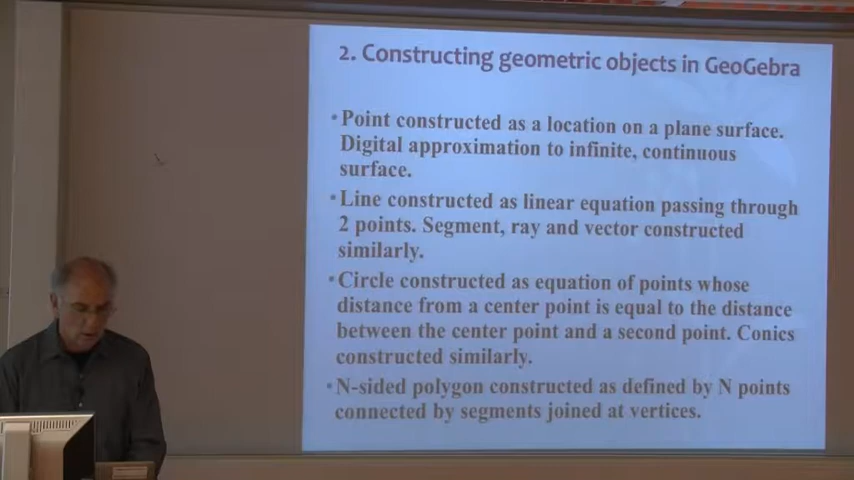 2. Constructing geometric objects in GeoGebra
• Point constructed as a location on a plane surface.
Digital approximation to infinite, continuous
surface.
• Line constructed as linear equation passing through
2 points. Segment, ray and vector constructed
similarly.
• Circle constructed as equation of points whose
distance from a center point is equal to the distance
between the center point and a second point. Conics
constructed similarly.
• N-sided polygon constructed as defined by N points
connected by segments joined at vertices.